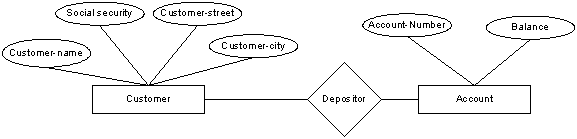 Social security
Customer-street
Customer-name
Customer-city
Account-Number
Balance
Customer
Depositor
Account